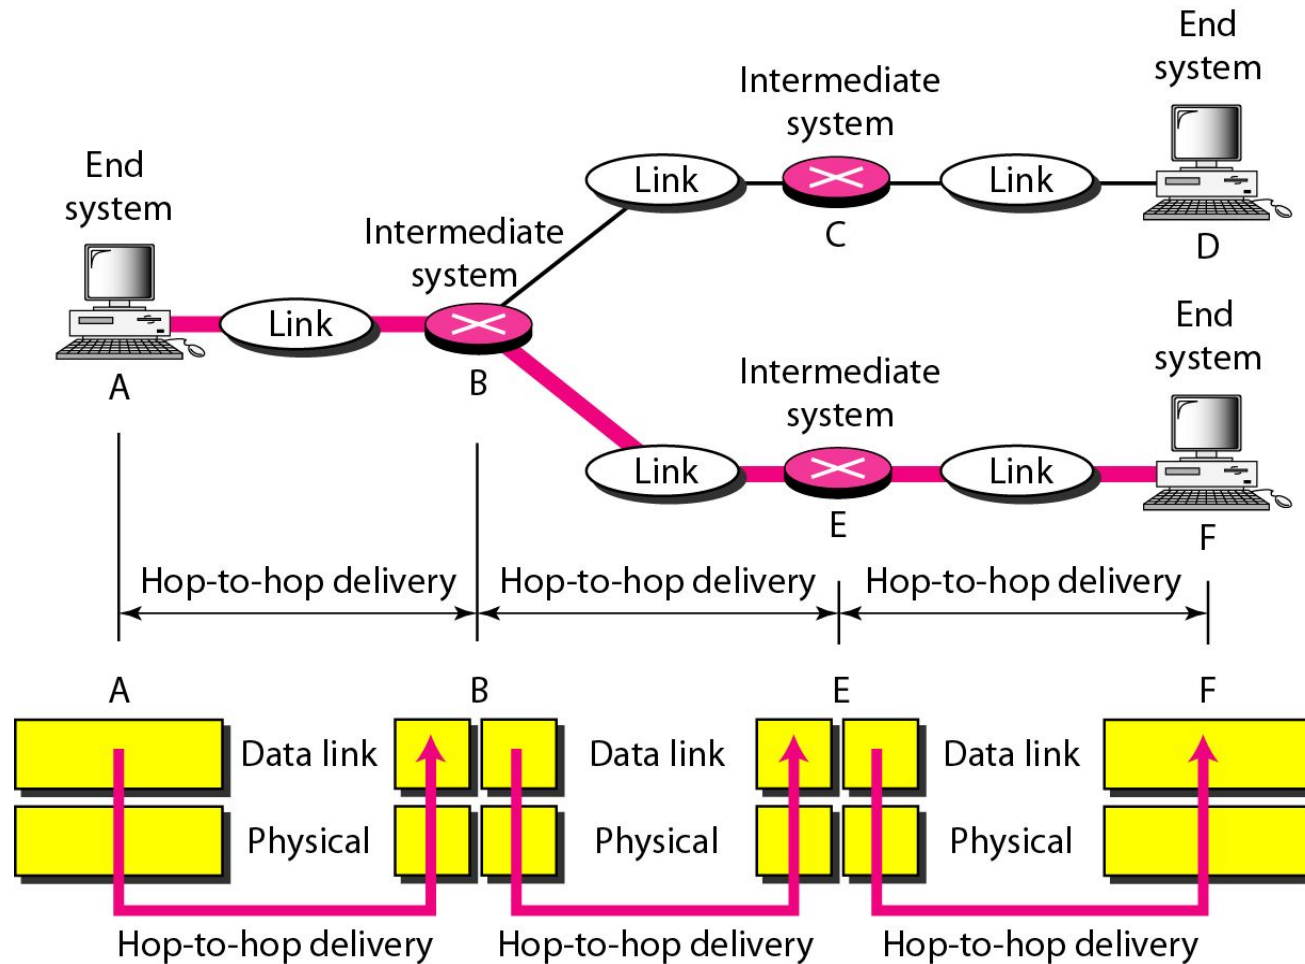 End
system
Intermediate
system
Link
Link
C
D
End
system
Intermediate
system
Link
A
B
End
system
Intermediate
system
Link
Link
E
F
Hop-to-hop delivery
Hop-to-hop delivery
Hop-to-hop delivery
A
B
E
F
Data link
Data link
Data link
Physical
Physical
Physical
Hop-to-hop delivery
Hop-to-hop delivery
Hop-to-hop delivery